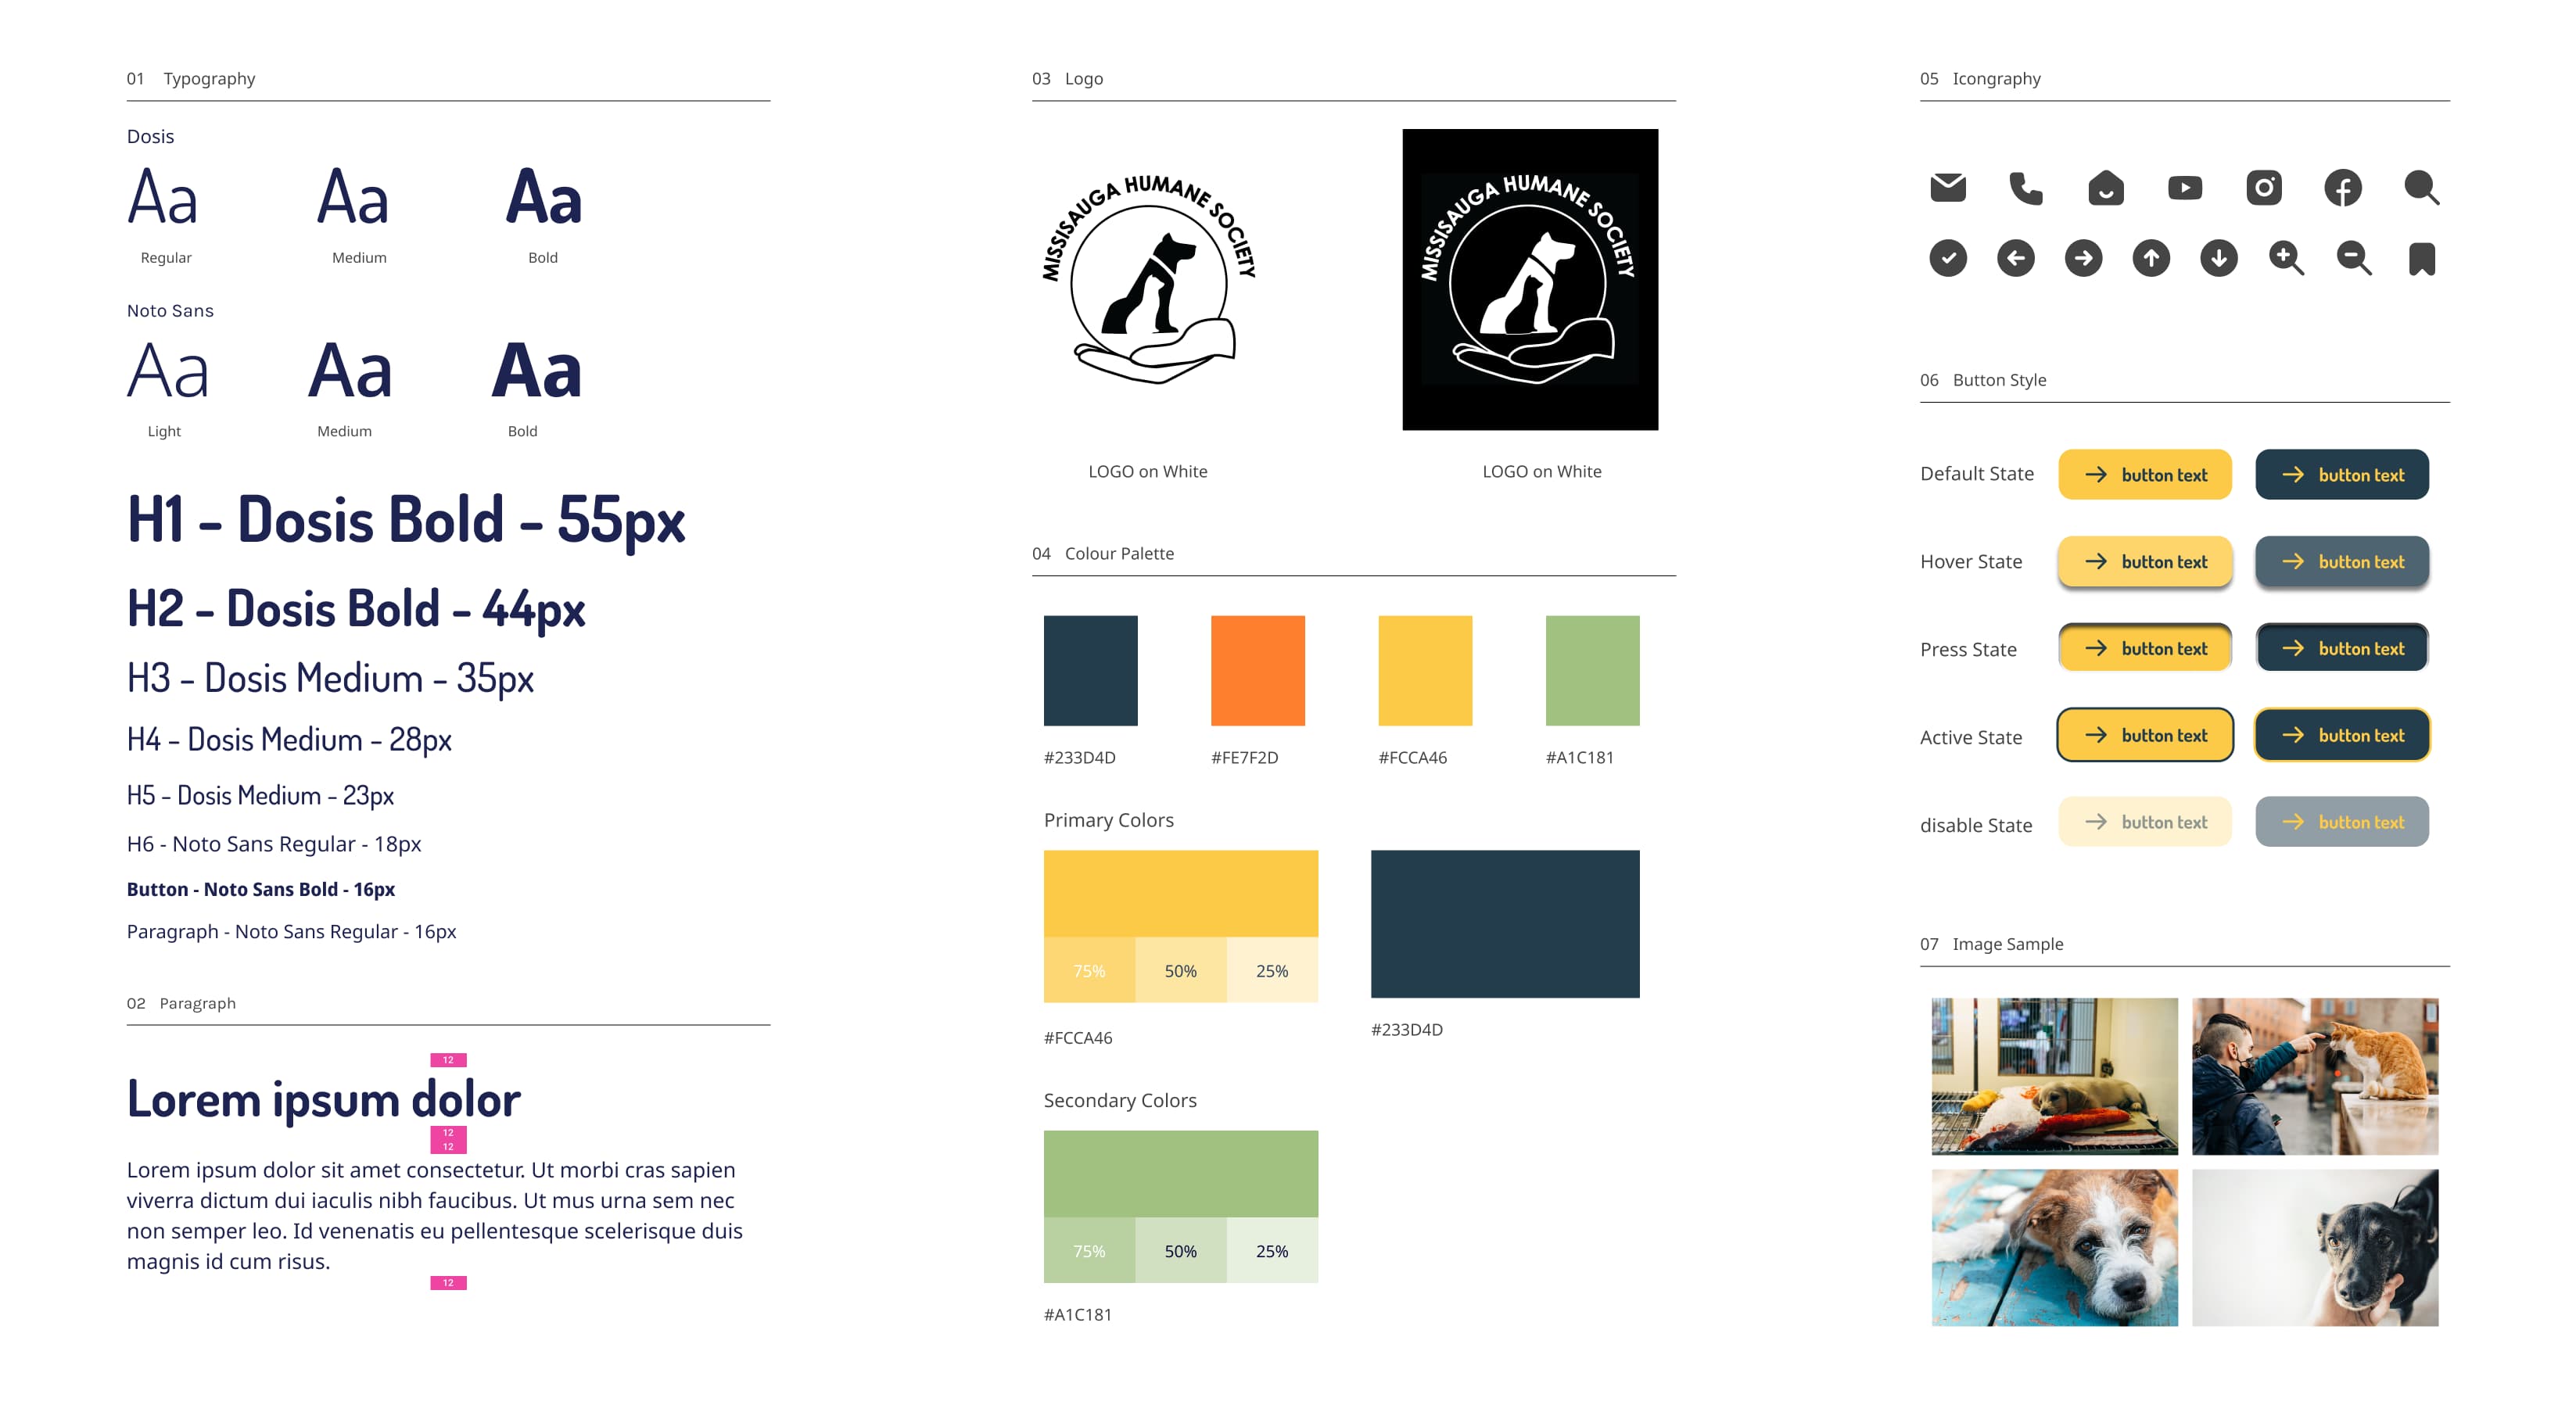 01 Typography
Dosis
Aa Aa Aa
Regular Medium Bold
Noto Sans
Aa Aa Aa
Light Medium Bold
H1 - Dosis Bold - 55px
H2 - Dosis Bold - 44px
H3 - Dosis Medium - 35px
H4 - Dosis Medium - 28px
H5 - Dosis Medium - 23px
H6 - Noto Sans Regular - 18px
Button - Noto Sans Bold - 16px
Paragraph - Noto Sans Regular - 16px
02 Paragraph
12
Lorem ipsum dolor
12
12
Lorem ipsum dolor sit amet consectetur. Ut morbi cras sapien
viverra dictum dui iaculis nibh faucibus. Ut mus urna sem nec
non semper leo. Id venenatis eu pellentesque scelerisque duis
magnis id cum risus.
12
03 Logo
MISSISAUGA HUMANE SOCIETY
MISSISAUGA HUMANE SOCIETY
LOGO on White LOGO on White
04 Colour Palette
#233D4D #FE7F2D #FCCA46 #A1C181
Primary Colors
75% 50% 25%
#FCCA46
#233D4D
Secondary Colors
75% 50% 25%
#A1C181
05 Icongraphy
06 Button Style
Default State button text button text
Hover State button text button text
Press State button text button text
Active State button text button text
disable State button text button text
07 Image Sample